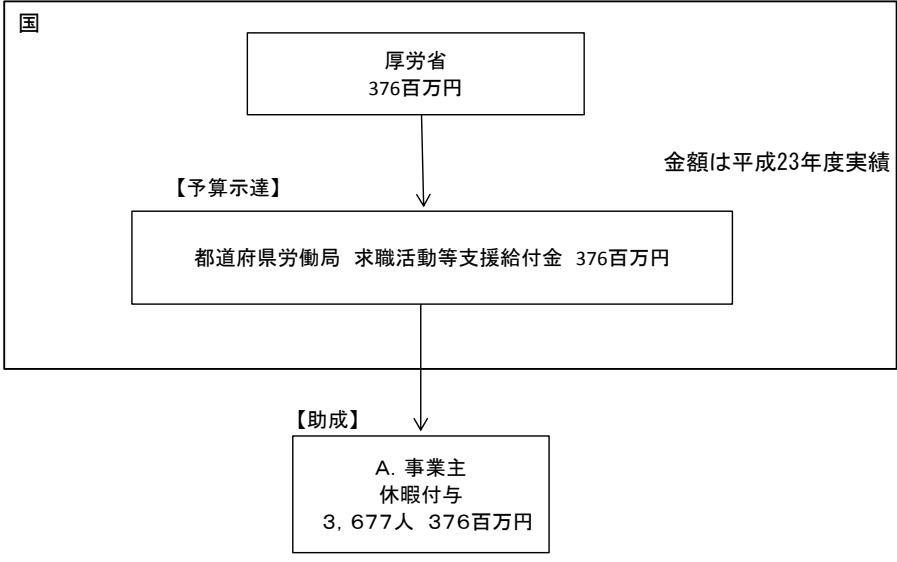 国
厚労省
376百万円
金額は平成23年度実績
【予算示達】
都道府県労働局　求職活動等支援給付金　376百万円
【助成】
Ａ．事業主
休暇付与
３，６７７人　３７６百万円